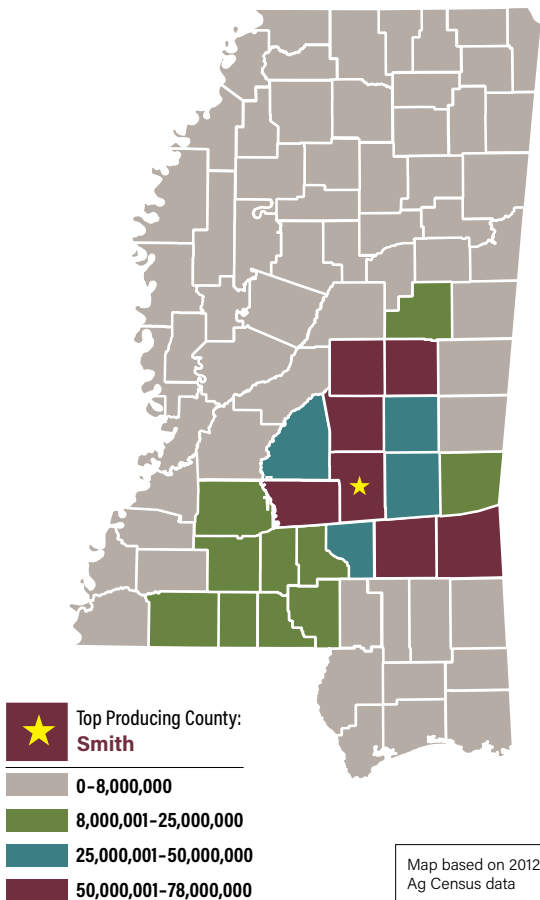 Top Producing County:
Smith
0–8,000,000
8,000,001–25,000,000
25,000,001–50,000,000
50,000,001–78,000,000
Map based on 2012
Ag Census data